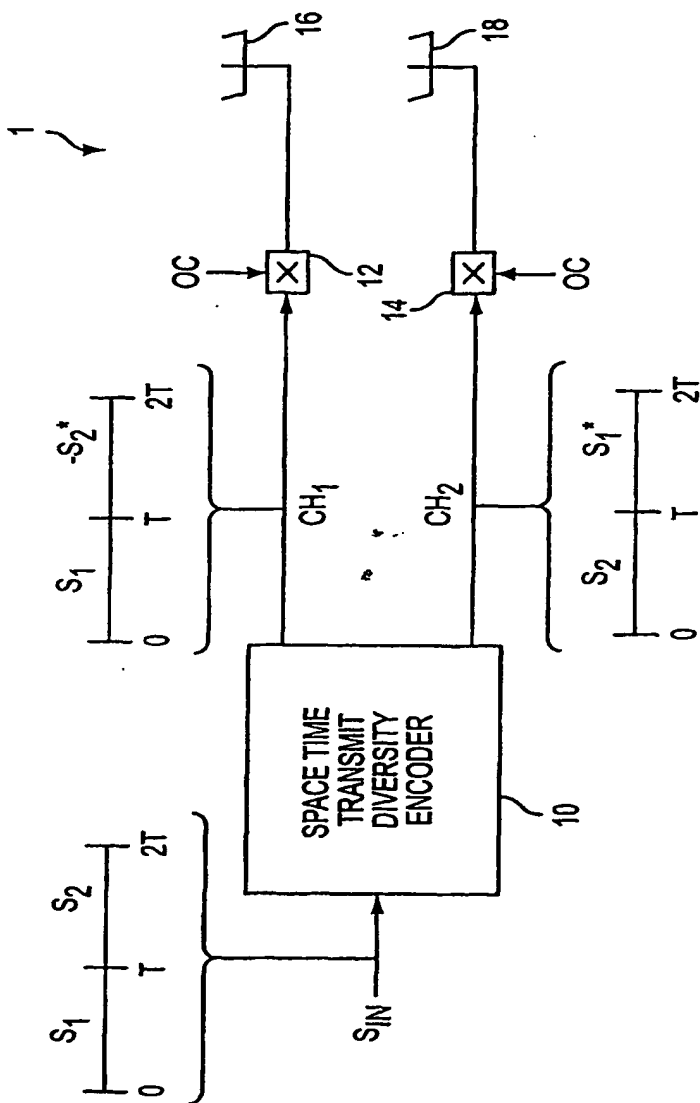 1
0 S1 T S2 2T
SIN
SPACE TIME
TRANSMIT
DIVERSITY
ENCODER
10
0 S1 T -S2* 2T
CH1
OC
12
16
CH2
0 S2 T S1* 2T
14
OC
18